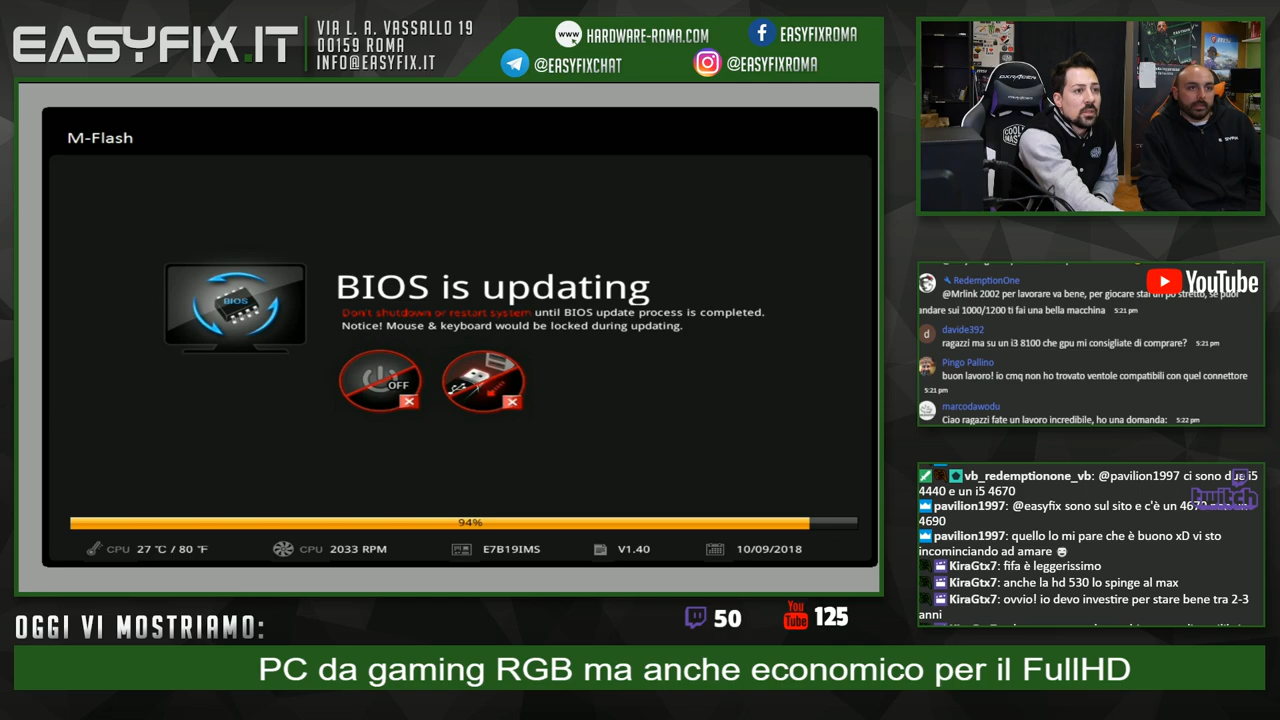 EASYFIX.IT
VIA L. A. VASSALLO 19
00159 ROMA
INFO@EASYFIX.IT
HARDWARE-ROMA.COM
EASYFIXROMA
@EASYFIXCHAT
@EASYFIXROMA
M-Flash
BIOS
BIOS is updating
Don't shutdown or restart system until BIOS update process is completed.
Notice! Mouse & keyboard would be locked during updating.
OFF
94%
CPU 27 °C / 80 °F
CPU 2033 RPM
E7B19IMS
V1.40
10/09/2018
DXRACER
YouTube
RedemptionOne
@Mrlink 2002 per lavorare va bene, per giocare stai un po stretto, se puoi
andare sui 1000/1200 ti fai una bella macchina 5:21 pm
davide392
ragazzi ma su un i3 8100 che gpu mi consigliate di comprare? 5:21 pm
Pingo Pallino
buon lavoro! io cmq non ho trovato ventole compatibili con quel connettore
5:21 pm
marcodawodu
Ciao ragazzi fate un lavoro incredibile, ho una domanda: 5:22 pm
twitch
vb_redemptionone_vb: @pavilion1997 ci sono due i5
4440 e un i5 4670
pavilion1997: @easyfix sono sul sito e c'è un 4670
4690
pavilion1997: quello lo mi pare che è buono xD vi sto
incominciando ad amare
KiraGtx7: fifa è leggerissimo
KiraGtx7: anche la hd 530 lo spinge al max
KiraGtx7: ovvio! io devo investire per stare bene tra 2-3
anni
OGGI VI MOSTRIAMO:
50
You Tube 125
PC da gaming RGB ma anche economico per il FullHD